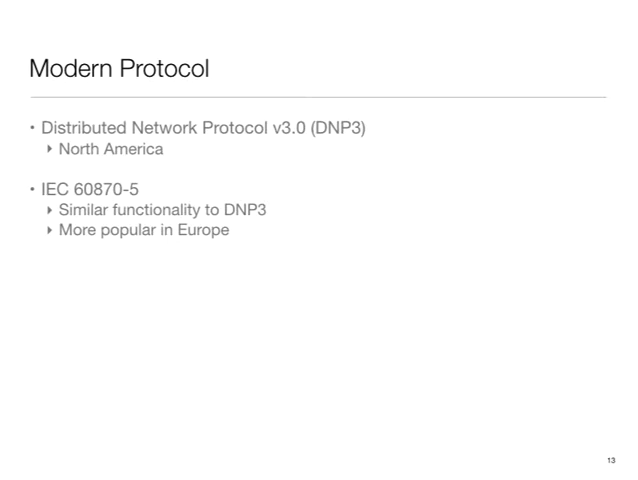 Modern Protocol
• Distributed Network Protocol v3.0 (DNP3)
‣ North America
• IEC 60870-5
‣ Similar functionality to DNP3
‣ More popular in Europe
13